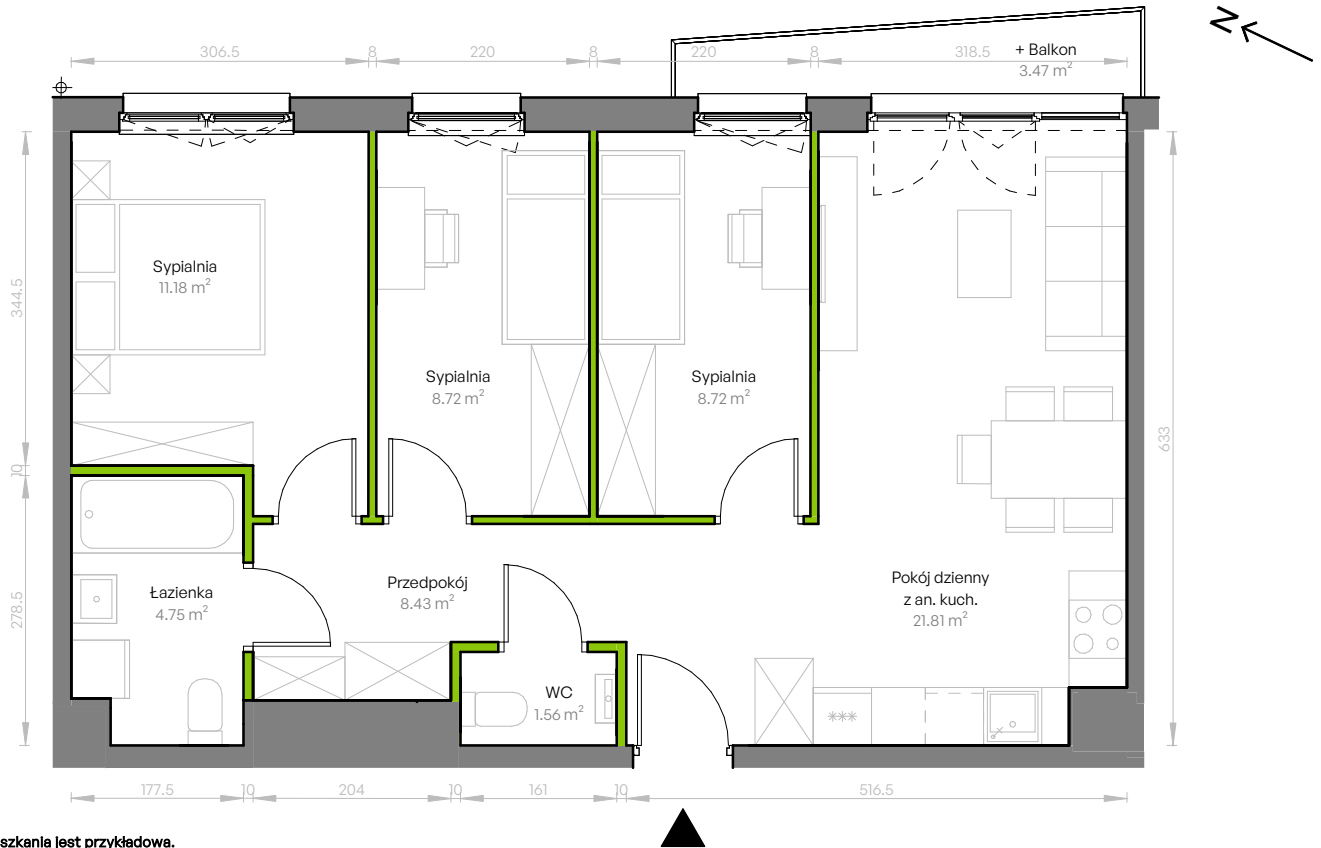 N
306.5 8 220 8 220 8 318.5
+ Balkon
3.47 m²
Sypialnia
11.18 m²
Sypialnia
8.72 m²
Sypialnia
8.72 m²
344.5
10
278.5
633
Łazienka
4.75 m²
Przedpokój
8.43 m²
Pokój dzienny
z an. kuch.
21.81 m²
WC
1.56 m²
177.5 10 204 10 161 10 516.5
szkania jest przykładowa.